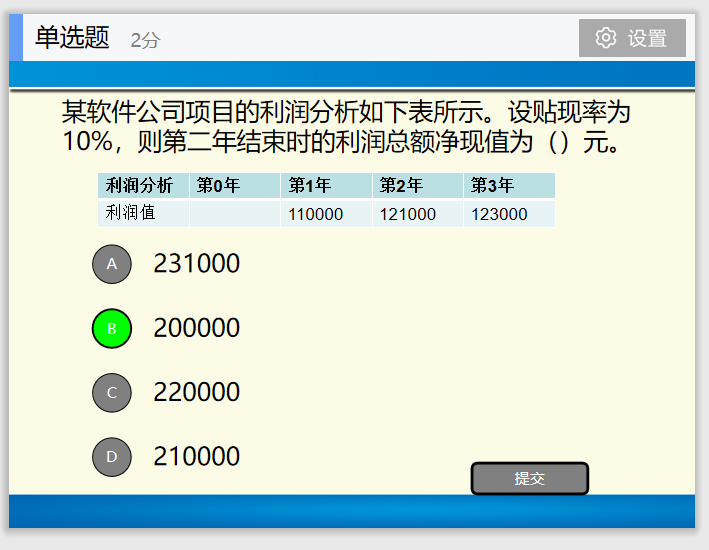 单选题 2分 设置
某软件公司项目的利润分析如下表所示。设贴现率为
10%，则第二年结束时的利润总额净现值为（）元。
利润分析 第0年 第1年 第2年 第3年
利润值 110000 121000 123000
A 231000
B 200000
C 220000
D 210000
提交